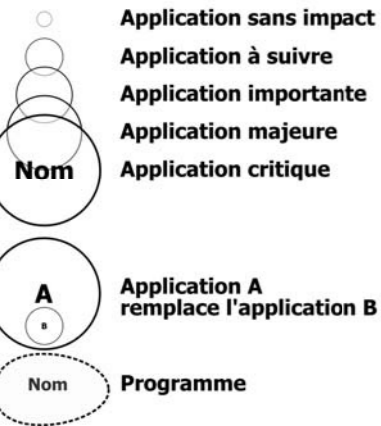 Application sans impact
Application à suivre
Application importante
Application majeure
Nom Application critique
A
Application A
remplace l'application B
B
Nom Programme